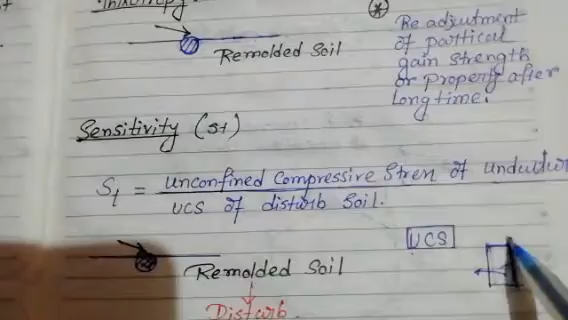 Thixotropy
Remolded Soil
Re adjustment
of partical
gain strength
or property after
long time.
Sensitivity (St)
St = Unconfined Compressive Stren of
UCS of disturb Soil.
UCS
Remolded Soil
Disturb